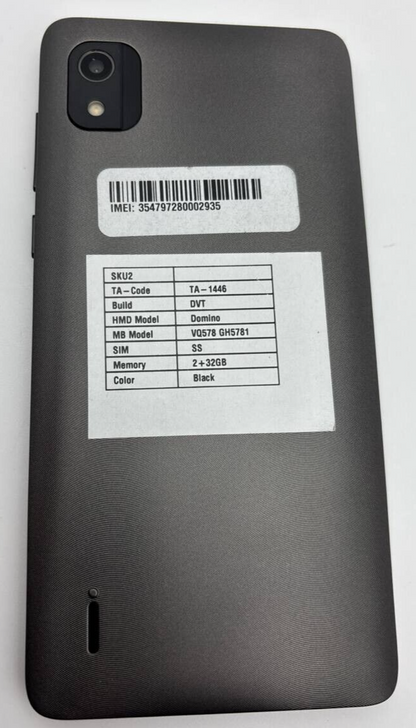 IMEI: 354797280002935
SKU2
TA-Code TA-1446
Build DVT
HMD Model Domino
MB Model VQ578 GH5781
SIM SS
Memory 2+32GB
Color Black